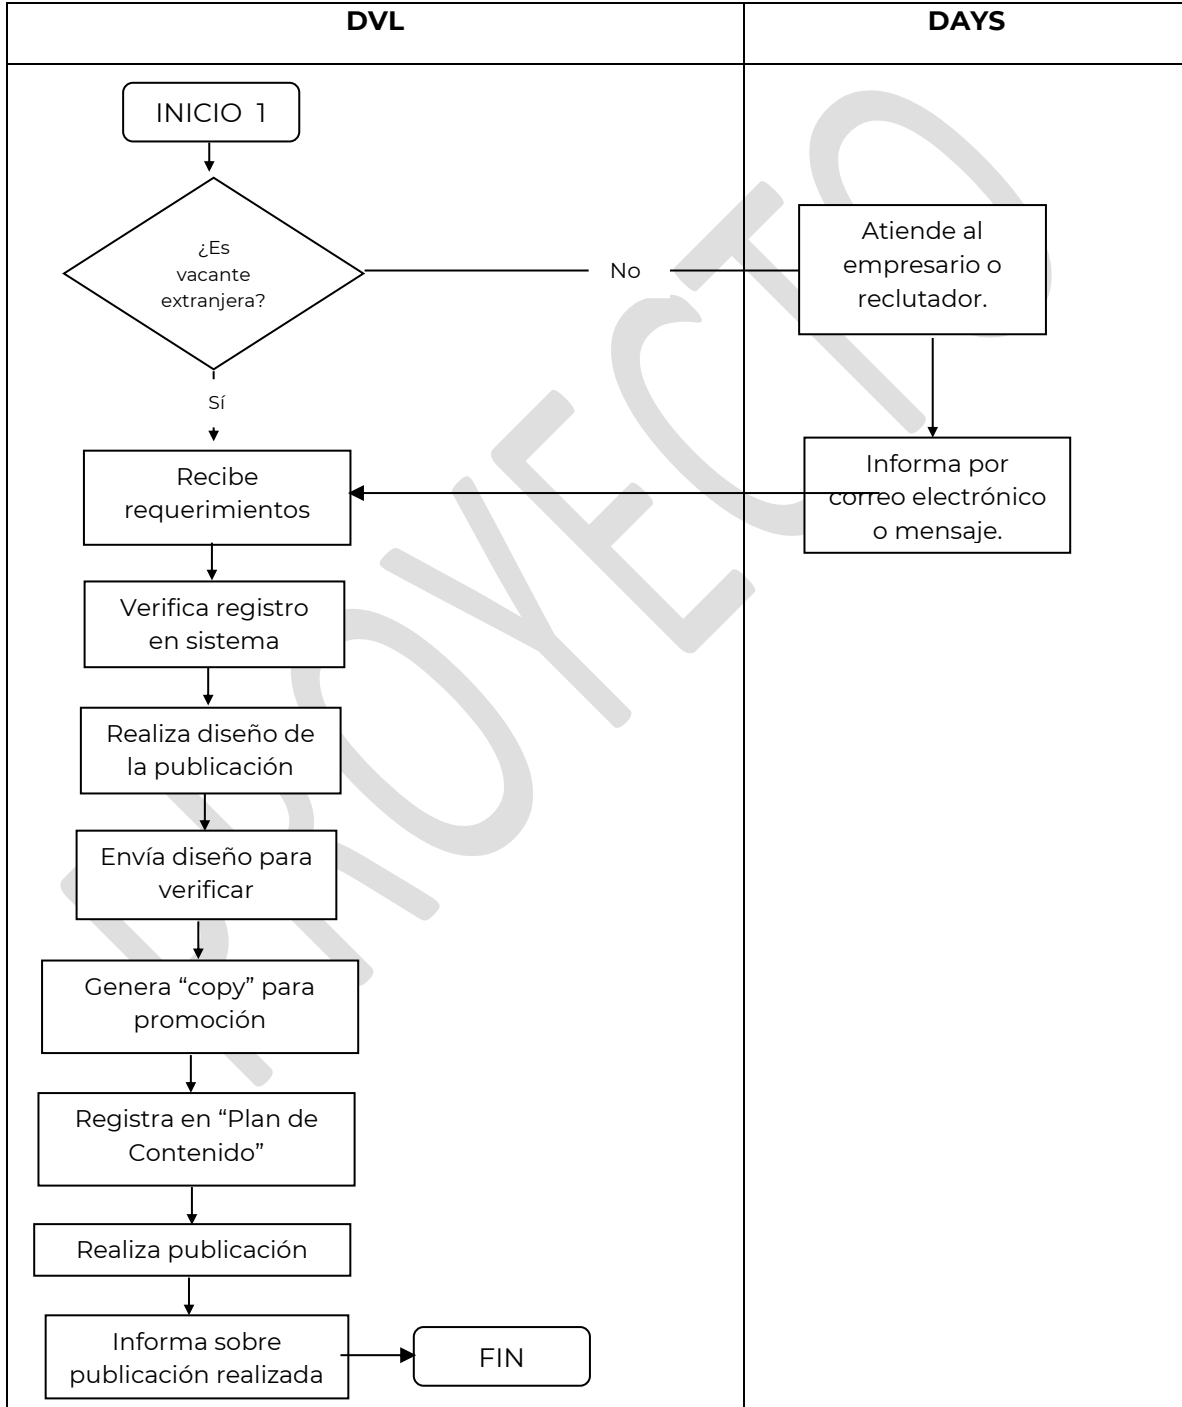 DVL
DAYS
INICIO 1
¿Es
vacante
extranjera?
No
Atiende al
empresario o
reclutador.
Sí
Informa por
correo electrónico
o mensaje.
Recibe
requerimientos
Verifica registro
en sistema
Realiza diseño de
la publicación
Envía diseño para
verificar
Genera “copy” para
promoción
Registra en “Plan de
Contenido”
Realiza publicación
Informa sobre
publicación realizada
FIN
PROYECTO